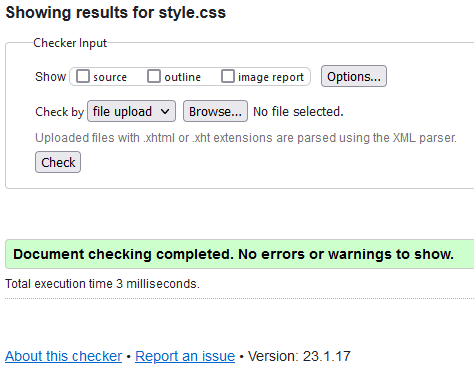 Showing results for style.css
Checker Input
Show source outline image report Options...
Check by file upload Browse... No file selected.
Uploaded files with .xhtml or .xht extensions are parsed using the XML parser.
Check
Document checking completed. No errors or warnings to show.
Total execution time 3 milliseconds.
About this checker • Report an issue • Version: 23.1.17